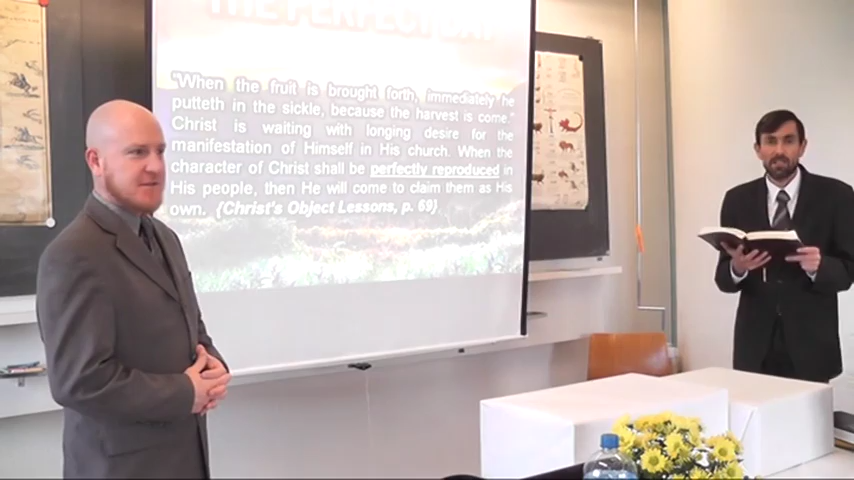 THE PERFECT DAY
"When the fruit is brought forth, immediately he
putteth in the sickle, because the harvest is come."
Christ is waiting with longing desire for the
manifestation of Himself in His church. When the
character of Christ shall be perfectly reproduced in
His people, then He will come to claim them as His
own. {Christ's Object Lessons, p. 69}